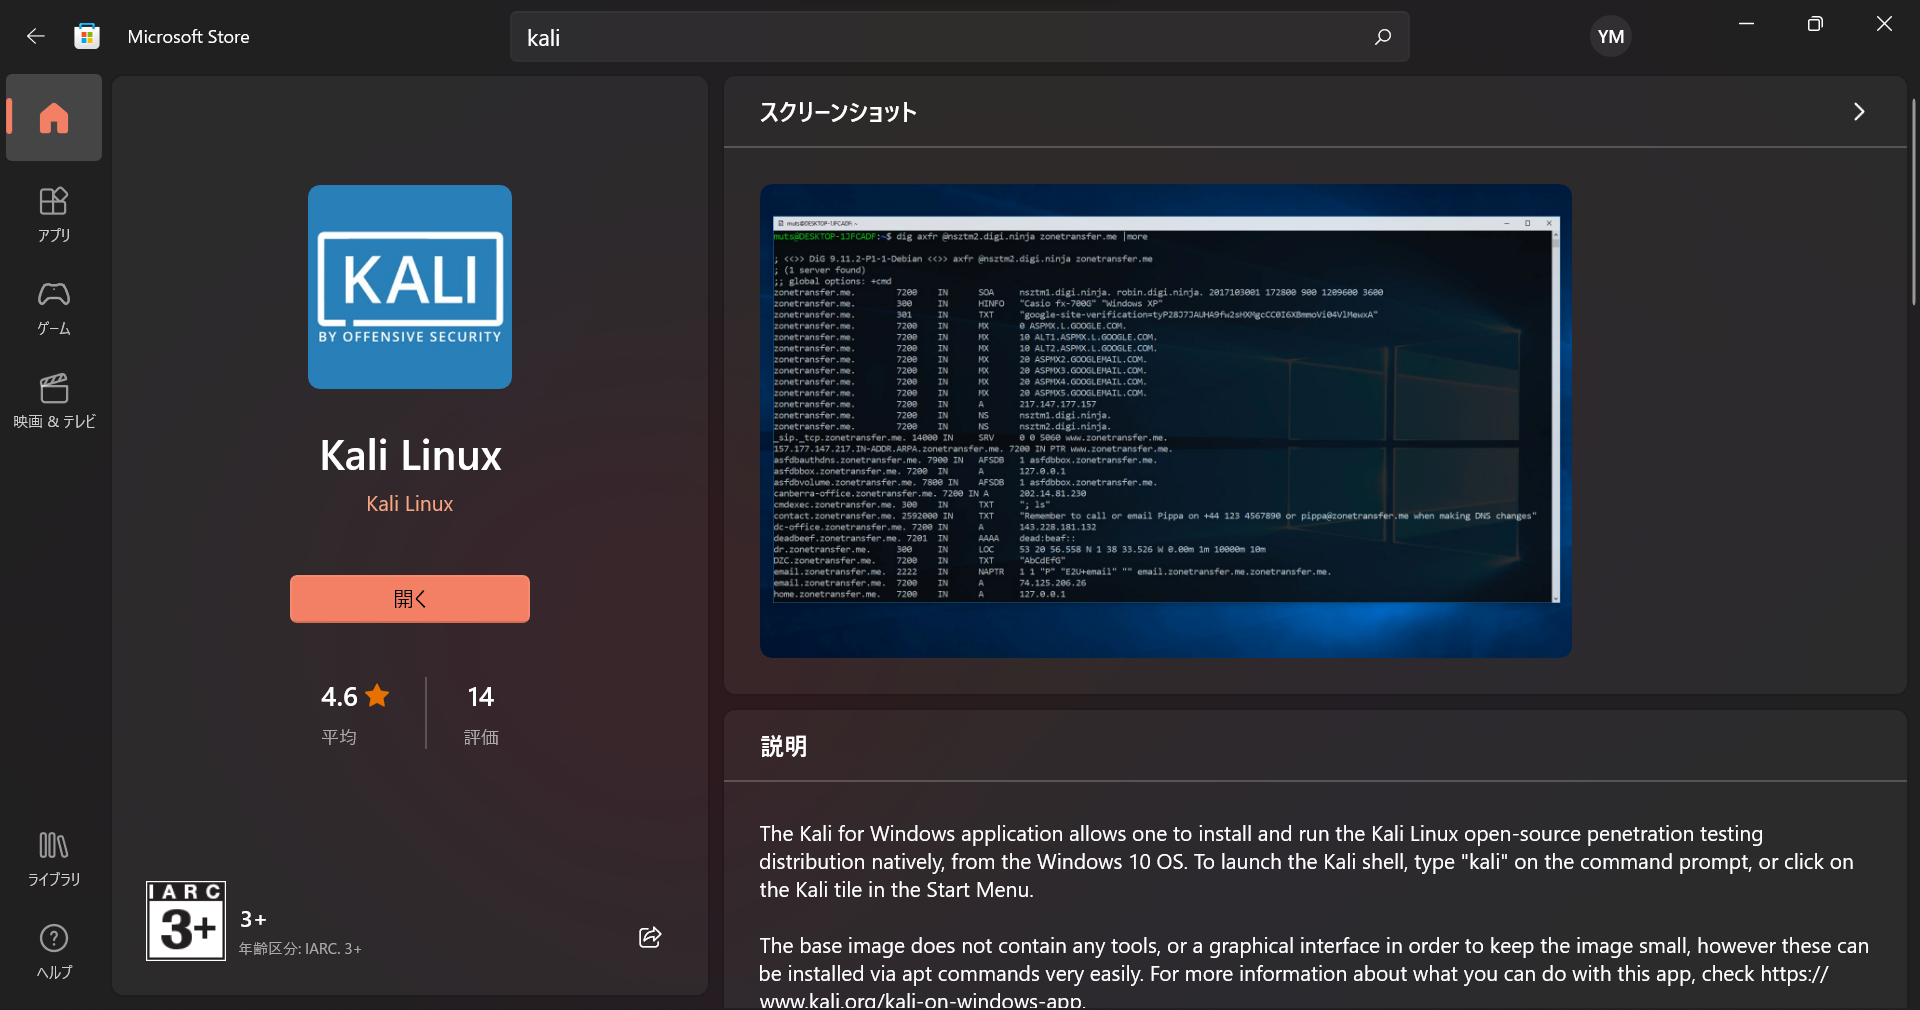 Microsoft Store
kali
YM
アプリ
ゲーム
映画 & テレビ
ライブラリ
ヘルプ
KALI
BY OFFENSIVE SECURITY
Kali Linux
Kali Linux
開く
4.6
平均
14
評価
IARC
3+
3+
年齢区分: IARC. 3+
スクリーンショット
muts@DESKTOP-1JFCADF: ~
muts@DESKTOP-1JFCADF:~$ dig axfr @nsztm2.digi.ninja zonetransfer.me |more
; <<>> DiG 9.11.2-P1-1-Debian <<>> axfr @nsztm2.digi.ninja zonetransfer.me
; (1 server found)
;; global options: +cmd
zonetransfer.me. 7200 IN SOA nsztm1.digi.ninja. robin.digi.ninja. 2017103001 172800 900 1209600 3600
zonetransfer.me. 300 IN HINFO "Casio fx-700G" "Windows XP"
zonetransfer.me. 301 IN TXT "google-site-verification=tyP28J7JAUHA9fw2sHXMgcCC0I6XBmmoVi04VlMewxA"
zonetransfer.me. 7200 IN MX 0 ASPMX.L.GOOGLE.COM.
zonetransfer.me. 7200 IN MX 10 ALT1.ASPMX.L.GOOGLE.COM.
zonetransfer.me. 7200 IN MX 10 ALT2.ASPMX.L.GOOGLE.COM.
zonetransfer.me. 7200 IN MX 20 ASPMX2.GOOGLEMAIL.COM.
zonetransfer.me. 7200 IN MX 20 ASPMX3.GOOGLEMAIL.COM.
zonetransfer.me. 7200 IN MX 20 ASPMX4.GOOGLEMAIL.COM.
zonetransfer.me. 7200 IN MX 20 ASPMX5.GOOGLEMAIL.COM.
zonetransfer.me. 7200 IN A 217.147.177.157
zonetransfer.me. 7200 IN NS nsztm1.digi.ninja.
zonetransfer.me. 7200 IN NS nsztm2.digi.ninja.
_sip._tcp.zonetransfer.me. 14000 IN SRV 0 0 5060 www.zonetransfer.me.
157.177.147.217.IN-ADDR.ARPA.zonetransfer.me. 7200 IN PTR www.zonetransfer.me.
asfdbauthdns.zonetransfer.me. 7900 IN AFSDB 1 asfdbbox.zonetransfer.me.
asfdbbox.zonetransfer.me. 7200 IN A 127.0.0.1
asfdbvolume.zonetransfer.me. 7800 IN AFSDB 1 asfdbbox.zonetransfer.me.
canberra-office.zonetransfer.me. 7200 IN A 202.14.81.230
cmdexec.zonetransfer.me. 300 IN TXT "; ls"
contact.zonetransfer.me. 2592000 IN TXT "Remember to call or email Pippa on +44 123 4567890 or pippa@zonetransfer.me when making DNS changes"
dc-office.zonetransfer.me. 7200 IN A 143.228.181.132
deadbeef.zonetransfer.me. 7201 IN AAAA dead:beaf::
dr.zonetransfer.me. 300 IN LOC 53 20 56.558 N 1 38 33.526 W 0.00m 1m 10000m 10m
DZC.zonetransfer.me. 7200 IN TXT "AbCdEfG"
email.zonetransfer.me. 2222 IN NAPTR 1 1 "P" "E2U+email" "" email.zonetransfer.me.zonetransfer.me.
email.zonetransfer.me. 7200 IN A 74.125.206.26
home.zonetransfer.me. 7200 IN A 127.0.0.1
説明
The Kali for Windows application allows one to install and run the Kali Linux open-source penetration testing
distribution natively, from the Windows 10 OS. To launch the Kali shell, type "kali" on the command prompt, or click on
the Kali tile in the Start Menu.
The base image does not contain any tools, or a graphical interface in order to keep the image small, however these can
be installed via apt commands very easily. For more information about what you can do with this app, check https://
www.kali.org/kali-on-windows-app.